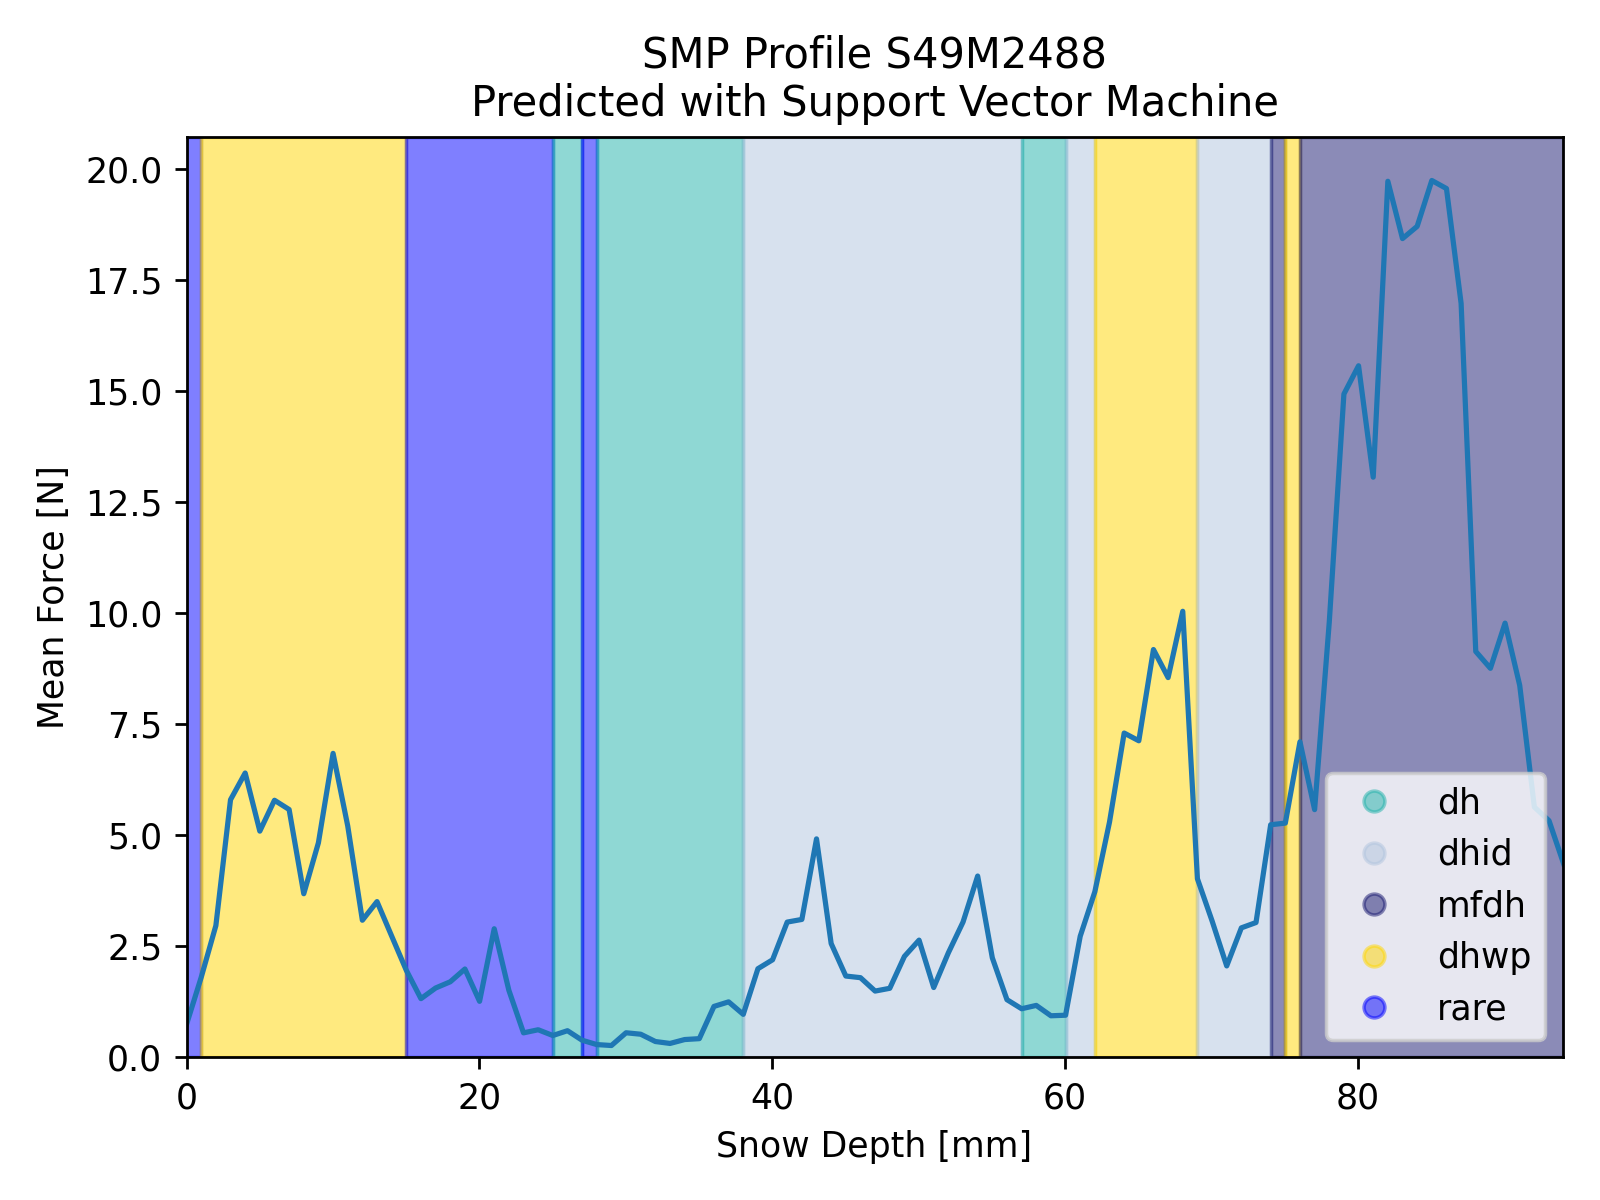 SMP Profile S49M2488
Predicted with Support Vector Machine
Mean Force [N]
20.0
17.5
15.0
12.5
10.0
7.5
5.0
2.5
0.0
dh
dhid
mfdh
dhwp
rare
0 20 40 60 80
Snow Depth [mm]